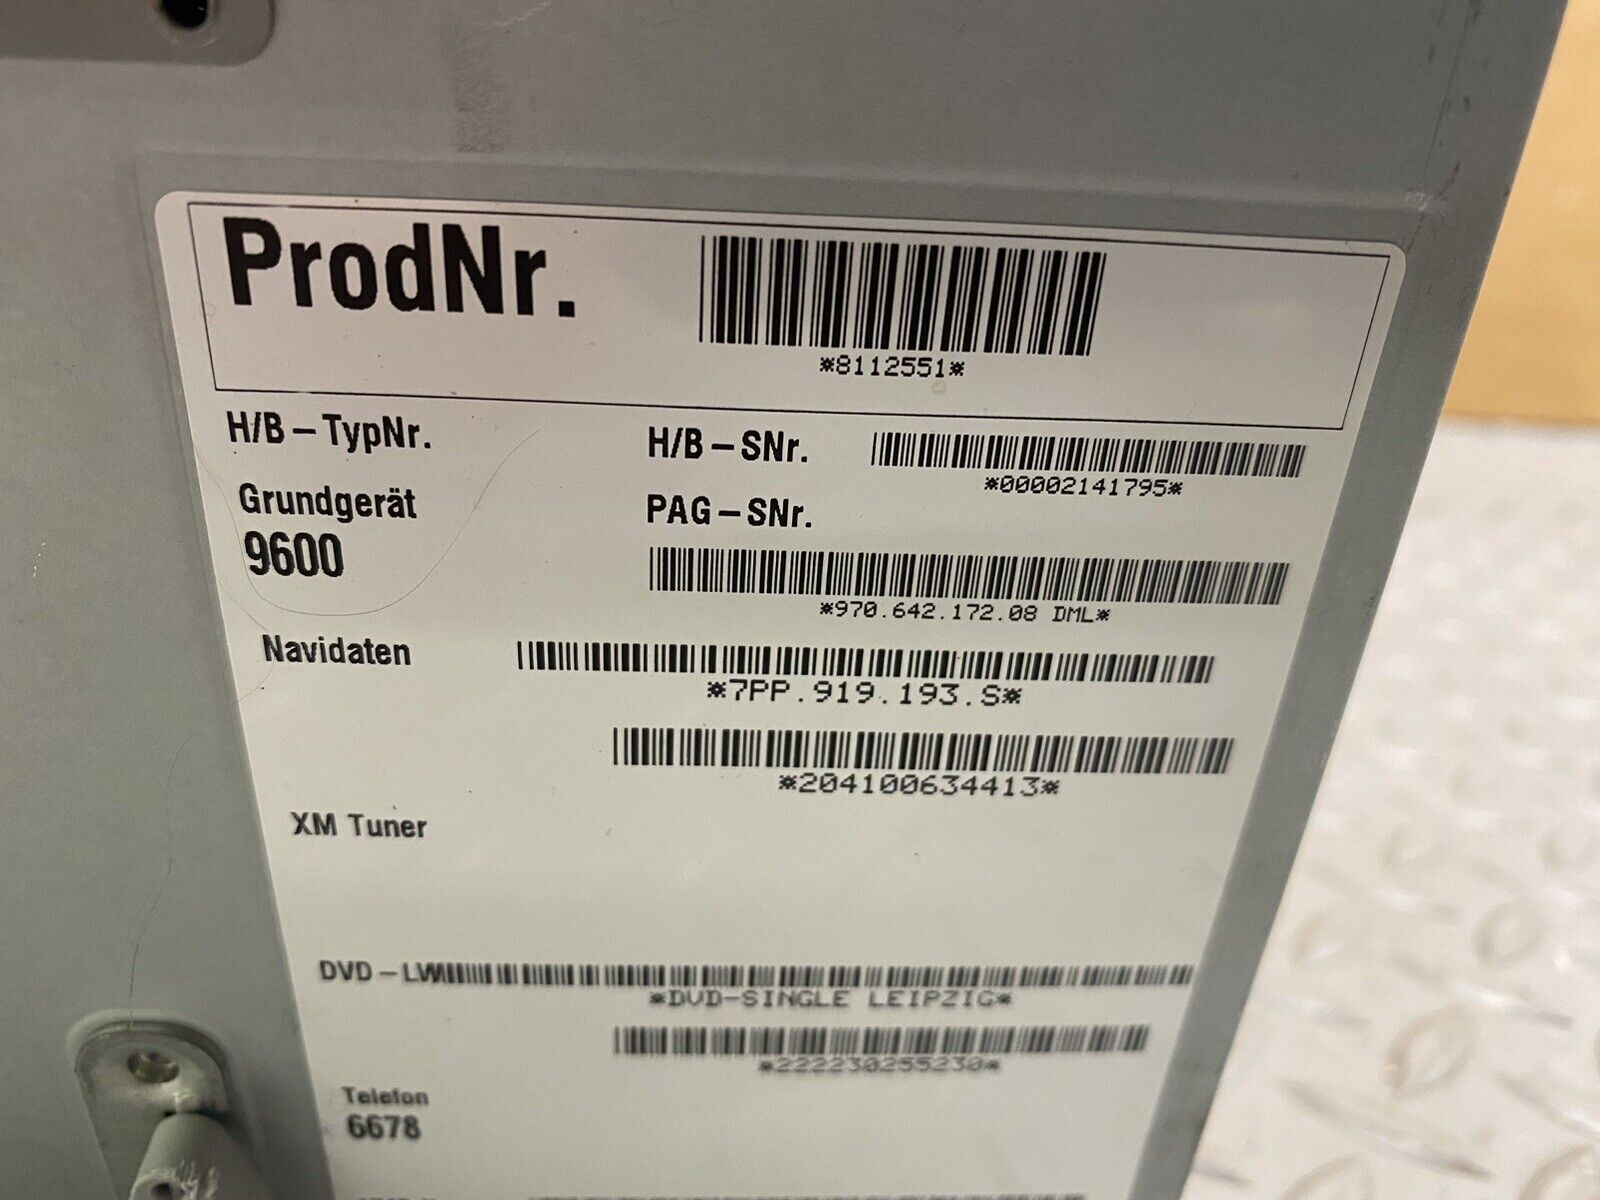 ProdNr.
*8112551*
H/B-TypNr.
H/B-SNr.
*00002141795*
Grundgerät
9600
PAG-SNr.
*970.642.172.08 DML*
Navidaten
*7PP.919.193.S*
*204100634413*
XM Tuner
DVD-LW
*DVD-SINGLE LEIPZIG*
*222230255230*
Telefon
6678